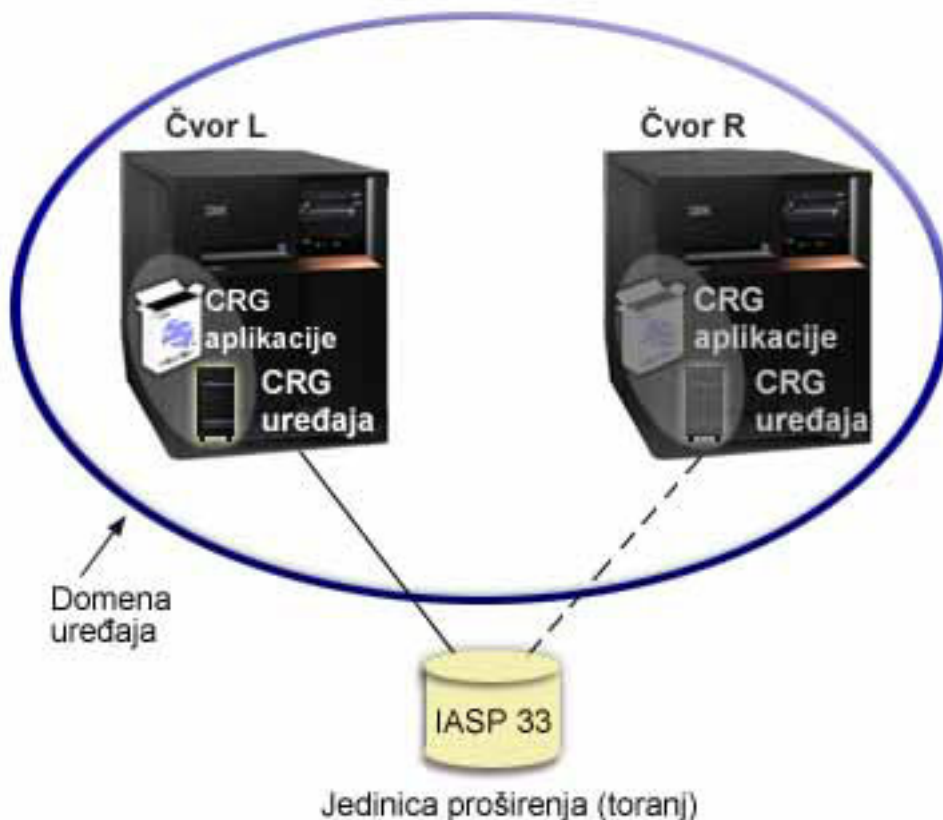 Čvor L
Čvor R
CRG
aplikacije
CRG
uređaja
CRG
aplikacije
CRG
uređaja
Domena
uređaja
IASP 33
Jedinica proširenja (toranj)